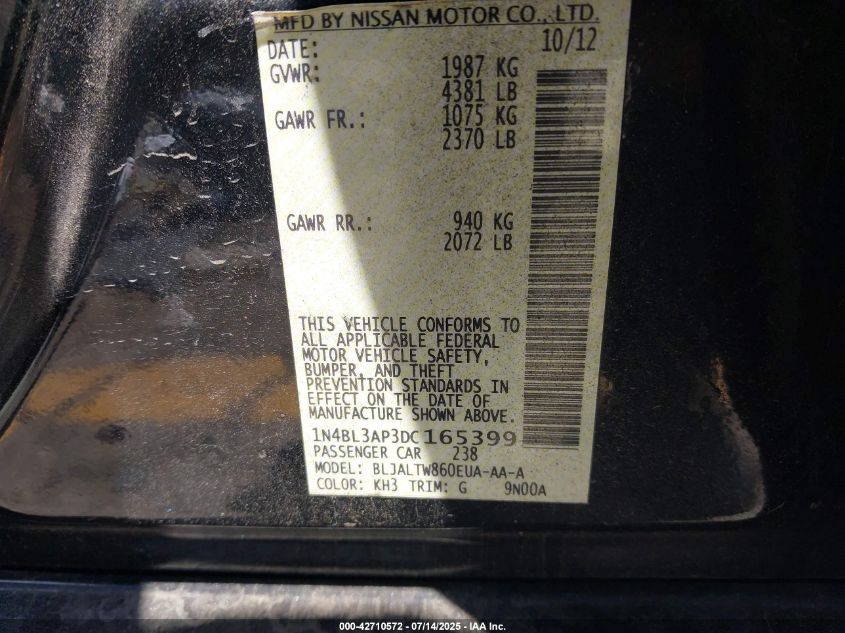 MFD BY NISSAN MOTOR CO., LTD.
DATE: 10/12
GVWR: 1987 KG
4381 LB
GAWR FR.: 1075 KG
2370 LB
GAWR RR.: 940 KG
2072 LB
THIS VEHICLE CONFORMS TO
ALL APPLICABLE FEDERAL
MOTOR VEHICLE SAFETY,
BUMPER, AND THEFT
PREVENTION STANDARDS IN
EFFECT ON THE DATE OF
MANUFACTURE SHOWN ABOVE.
1N4BL3AP3DC165399
PASSENGER CAR 238
MODEL: BLJALTW860EUA-AA-A
COLOR: KH3 TRIM: G 9N00A
000-42710572 — 07/14/2025 — IAA Inc.